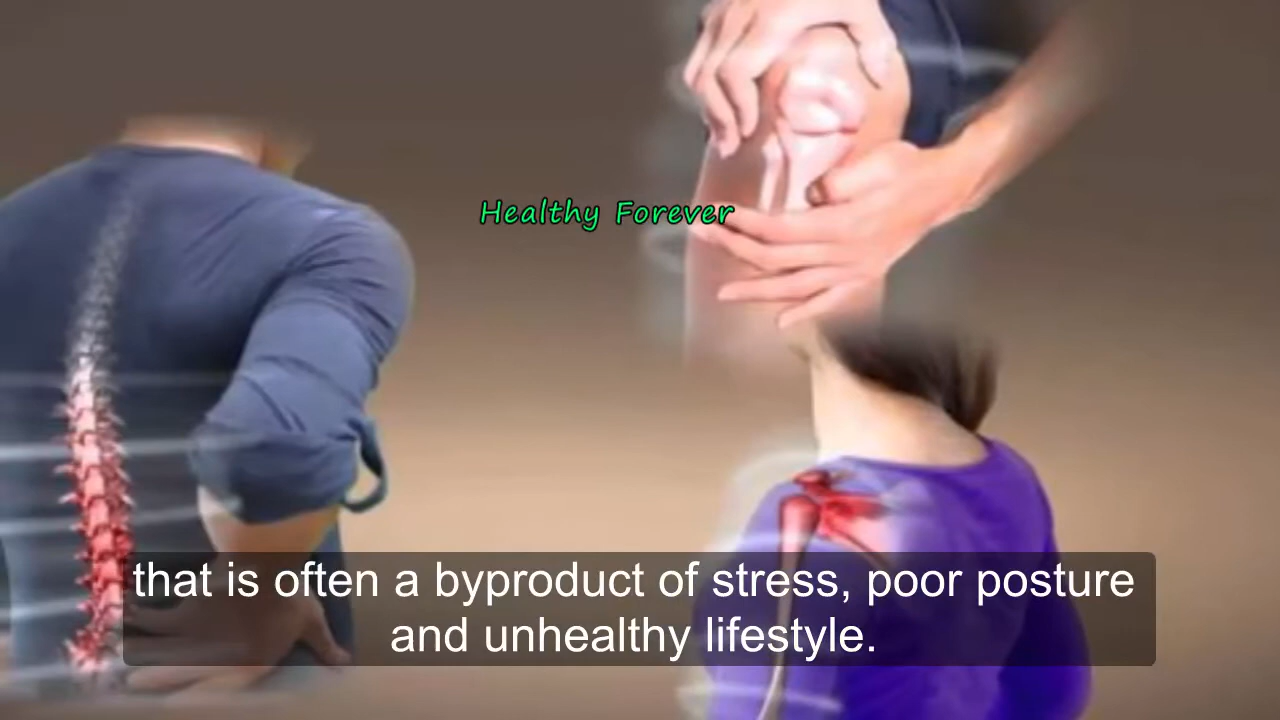 Healthy Forever
that is often a byproduct of stress, poor posture
and unhealthy lifestyle.